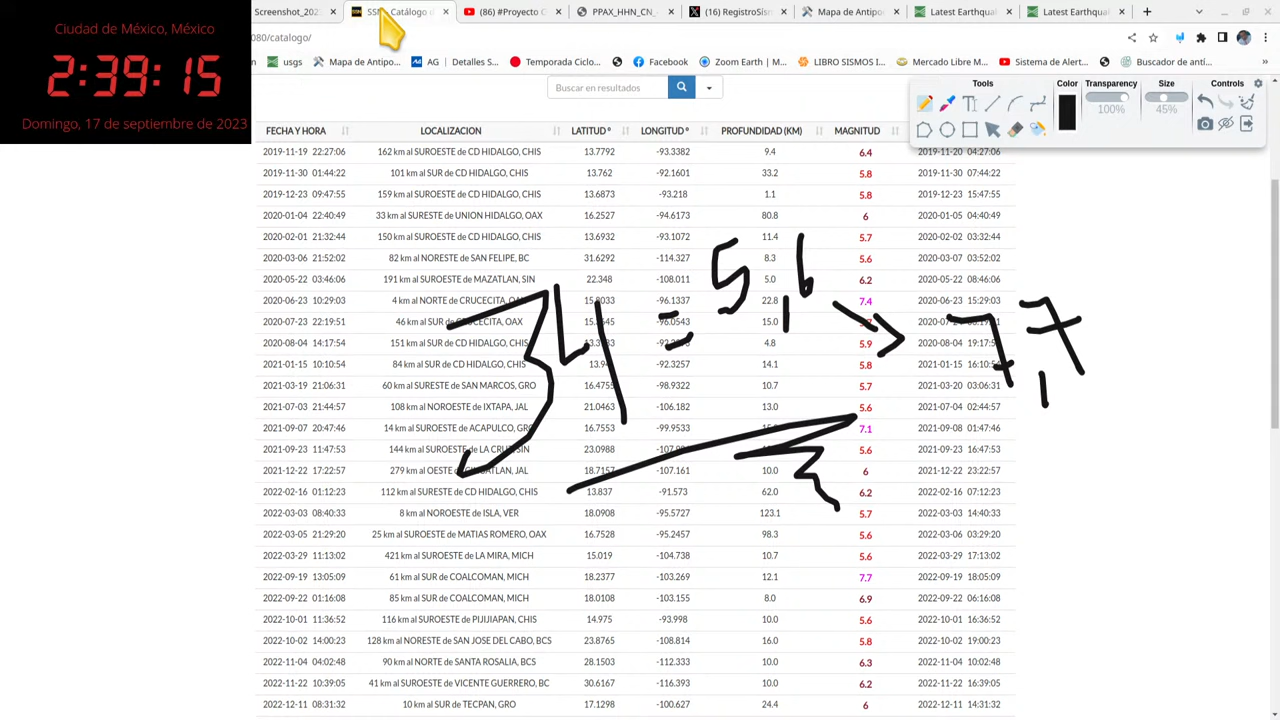 Ciudad de México, México
2:39:15
Domingo, 17 de septiembre de 2023
Screenshot_202
SSN - Catálogo d
(86) #Proyecto
PPAX_HHN_CN_
(16) RegistroSísm
Mapa de Antipo
Latest Earthqua
Latest Earthqua
080/catalogo/
usgs
Mapa de Antipo...
AG
Detalles S...
Temporada Ciclo...
Facebook
Zoom Earth | M...
LIBRO SISMOS I...
Mercado Libre M...
Sistema de Alert...
Buscador de anti...
Buscar en resultados
Tools Color Transparency Size Controls
100% 45%
FECHA Y HORA LOCALIZACION LATITUD º LONGITUD º PROFUNDIDAD (KM) MAGNITUD
2019-11-19 22:27:06 162 km al SUROESTE de CD HIDALGO, CHIS 13.7792 -93.3382 9.4 6.4 2019-11-20 04:27:06
2019-11-30 01:44:22 101 km al SUR de CD HIDALGO, CHIS 13.762 -92.1601 33.2 5.8 2019-11-30 07:44:22
2019-12-23 09:47:55 159 km al SUROESTE de CD HIDALGO, CHIS 13.6873 -93.218 1.1 5.8 2019-12-23 15:47:55
2020-01-04 22:40:49 33 km al SURESTE de UNION HIDALGO, OAX 16.2527 -94.6173 80.8 6 2020-01-05 04:40:49
2020-02-01 21:32:44 150 km al SUROESTE de CD HIDALGO, CHIS 13.6932 -93.1072 11.4 5.7 2020-02-02 03:32:44
2020-03-06 21:52:02 82 km al NORESTE de SAN FELIPE, BC 31.6292 -114.327 8.3 5.6 2020-03-07 03:52:02
2020-05-22 03:46:06 191 km al SUROESTE de MAZATLAN, SIN 22.348 -108.011 5.0 6.2 2020-05-22 08:46:06
2020-06-23 10:29:03 4 km al NORTE de CRUCECITA, OAX -96.1337 22.8 7.4 2020-06-23 15:29:03
2020-07-23 22:19:51 46 km al SUR de CRUCECITA, OAX -96.0543 15.0
2020-08-04 14:17:54 151 km al SUROESTE de CD HIDALGO, CHIS 4.8 5.9 2020-08-04 19:17:54
2021-01-15 10:10:54 84 km al SUR de CD HIDALGO, CHIS -92.3257 14.1 5.8 2021-01-15 16:10:54
2021-03-19 21:06:31 60 km al SURESTE de SAN MARCOS, GRO 16.4755 -98.9322 10.7 5.7 2021-03-20 03:06:31
2021-07-03 21:44:57 108 km al NOROESTE de IXTAPA, JAL 21.0463 -106.182 13.0 5.6 2021-07-04 02:44:57
2021-09-07 20:47:46 14 km al SUROESTE de ACAPULCO, GRO 16.7553 -99.9533 7.1 2021-09-08 01:47:46
2021-09-23 11:47:53 144 km al SUROESTE de LA CRUZ, SIN 23.0988 5.6 2021-09-23 16:47:53
2021-12-22 17:22:57 279 km al OESTE de CIHUATLAN, JAL 18.7157 -107.161 10.0 6 2021-12-22 23:22:57
2022-02-16 01:12:23 112 km al SURESTE de CD HIDALGO, CHIS 13.837 -91.573 62.0 6.2 2022-02-16 07:12:23
2022-03-03 08:40:33 8 km al NOROESTE de ISLA, VER 18.0908 -95.5727 123.1 5.7 2022-03-03 14:40:33
2022-03-05 21:29:20 25 km al SUROESTE de MATIAS ROMERO, OAX 16.7528 -95.2457 98.3 5.6 2022-03-06 03:29:20
2022-03-29 11:13:02 421 km al SUROESTE de LA MIRA, MICH 15.019 -104.738 10.7 5.6 2022-03-29 17:13:02
2022-09-19 13:05:09 61 km al SUR de COALCOMAN, MICH 18.2377 -103.269 12.1 7.7 2022-09-19 18:05:09
2022-09-22 01:16:08 85 km al SUR de COALCOMAN, MICH 18.0108 -103.155 8.0 6.9 2022-09-22 06:16:08
2022-10-01 11:36:52 116 km al SUROESTE de PIJIJIAPAN, CHIS 14.975 -93.998 10.0 5.6 2022-10-01 16:36:52
2022-10-02 14:00:23 128 km al NORESTE de SAN JOSE DEL CABO, BCS 23.8765 -108.814 16.0 5.8 2022-10-02 19:00:23
2022-11-04 04:02:48 90 km al NORTE de SANTA ROSALIA, BCS 28.1503 -112.333 10.0 6.3 2022-11-04 10:02:48
2022-11-22 10:39:05 41 km al SUROESTE de VICENTE GUERRERO, BC 30.6167 -116.393 10.0 6.2 2022-11-22 16:39:05
2022-12-11 08:31:32 10 km al SUR de TECPAN, GRO 17.1298 -100.627 24.4 6 2022-12-11 14:31:32
34 = 5,6 → 7,7